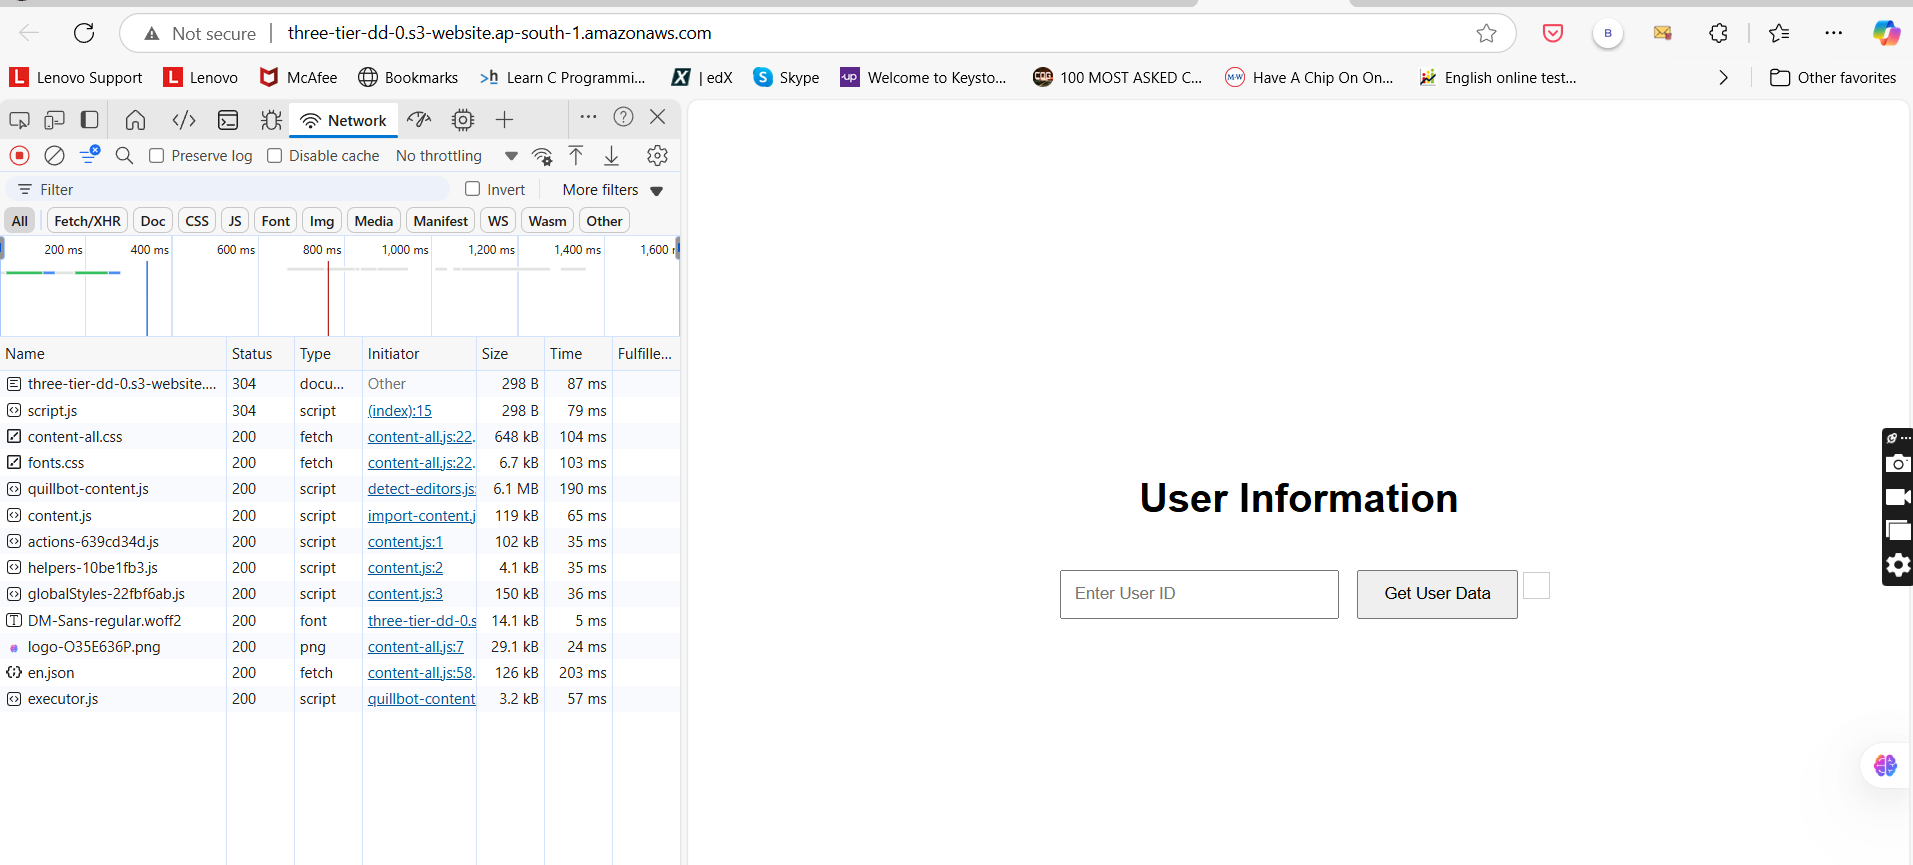 Not secure three-tier-dd-0.s3-website.ap-south-1.amazonaws.com B
Lenovo Support Lenovo McAfee Bookmarks >h Learn C Programmi... X | edX Skype up Welcome to Keysto... 100 MOST ASKED C... M-W Have A Chip On On... English online test... Other favorites
Network
Preserve log Disable cache No throttling
Filter Invert More filters
All Fetch/XHR Doc CSS JS Font Img Media Manifest WS Wasm Other
200 ms 400 ms 600 ms 800 ms 1,000 ms 1,200 ms 1,400 ms 1,600
Name Status Type Initiator Size Time Fulfille...
three-tier-dd-0.s3-website.... 304 docu... Other 298 B 87 ms
script.js 304 script (index):15 298 B 79 ms
content-all.css 200 fetch content-all.js:22. 648 kB 104 ms
fonts.css 200 fetch content-all.js:22. 6.7 kB 103 ms
quillbot-content.js 200 script detect-editors.js: 6.1 MB 190 ms
content.js 200 script import-content.j 119 kB 65 ms
actions-639cd34d.js 200 script content.js:1 102 kB 35 ms
helpers-10be1fb3.js 200 script content.js:2 4.1 kB 35 ms
globalStyles-22fbf6ab.js 200 script content.js:3 150 kB 36 ms
DM-Sans-regular.woff2 200 font three-tier-dd-0.s 14.1 kB 5 ms
logo-O35E636P.png 200 png content-all.js:7 29.1 kB 24 ms
en.json 200 fetch content-all.js:58. 126 kB 203 ms
executor.js 200 script quillbot-content 3.2 kB 57 ms
User Information
Enter User ID Get User Data